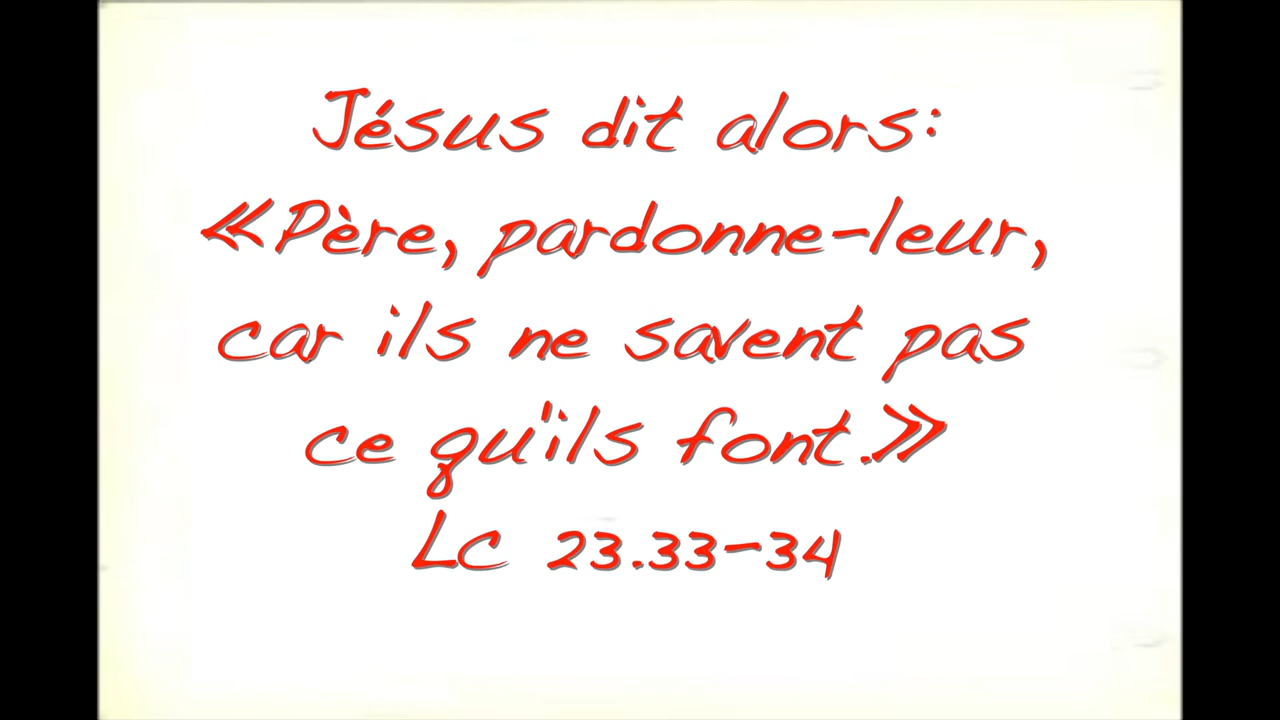 Jésus dit alors:
«Père, pardonne-leur,
car ils ne savent pas
ce qu'ils font.»
Lc 23.33-34